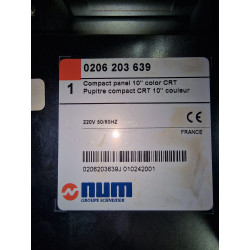 0206 203 639
1
Compact panel 10" color CRT
Pupitre compact CRT 10" couleur
220V 50/60HZ
CE
FRANCE
0206203639J 010242001
num
GROUPE SCHNEIDER